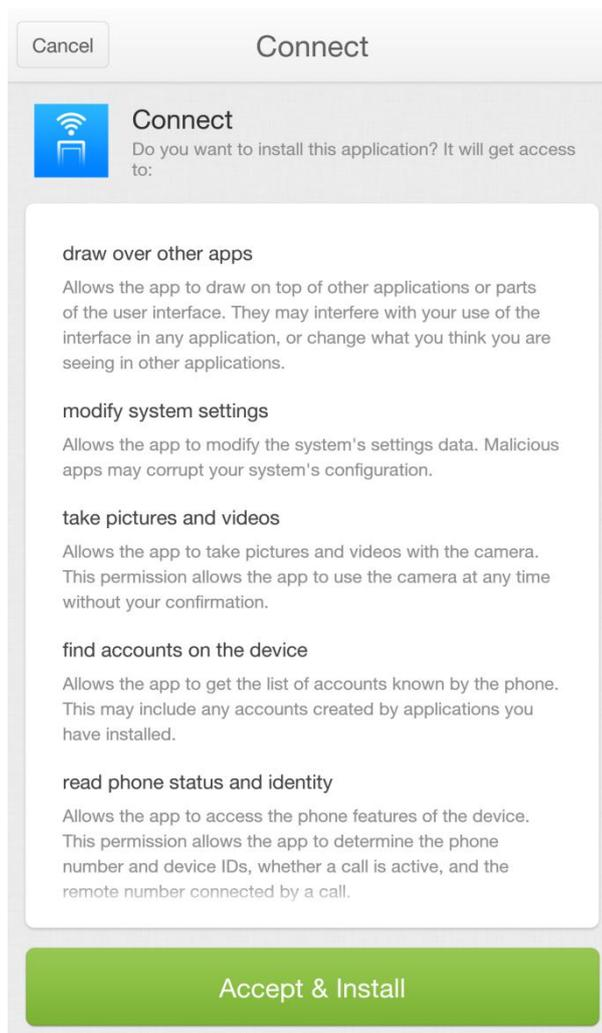 Cancel
Connect
Connect
Do you want to install this application? It will get access
to:
draw over other apps
Allows the app to draw on top of other applications or parts
of the user interface. They may interfere with your use of the
interface in any application, or change what you think you are
seeing in other applications.
modify system settings
Allows the app to modify the system's settings data. Malicious
apps may corrupt your system's configuration.
take pictures and videos
Allows the app to take pictures and videos with the camera.
This permission allows the app to use the camera at any time
without your confirmation.
find accounts on the device
Allows the app to get the list of accounts known by the phone.
This may include any accounts created by applications you
have installed.
read phone status and identity
Allows the app to access the phone features of the device.
This permission allows the app to determine the phone
number and device IDs, whether a call is active, and the
remote number connected by a call.
Accept & Install